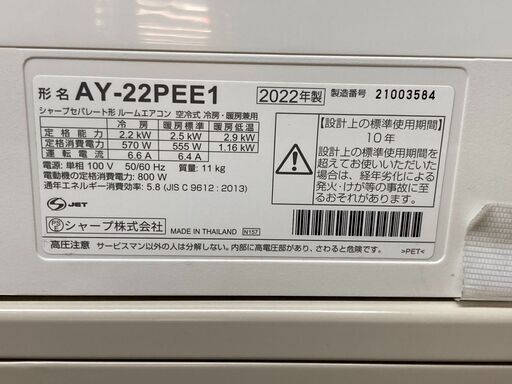 形 名 AY-22PEE1 2022年製 製造番号 21003584
シャープセパレート形 ルームエアコン 空冷式 冷房・暖房兼用
冷 房 暖房標準 暖房低温
定 格 能 力 2.2 kW 2.5 kW 2.9 kW
定格消費電力 570 W 555 W 1.16 kW
運 転 電 流 6.6 A 6.4 A
電源:単相 100 V 50/60 Hz 質量:11 kg
電動機の定格消費電力:800 W
通年エネルギー消費効率:5.8 (JIS C 9612 : 2013)
【設計上の標準使用期間】
10年
設計上の標準使用期間を
超えてお使いいただいた
場合は、経年劣化による
発火・けが等の事故に至
るおそれがあります。
S JET
PSE シャープ株式会社 MADE IN THAILAND N157
高圧注意 サービスマン以外の人は分解しない。内部に高電圧部があり、さわると危険です。
>PET<